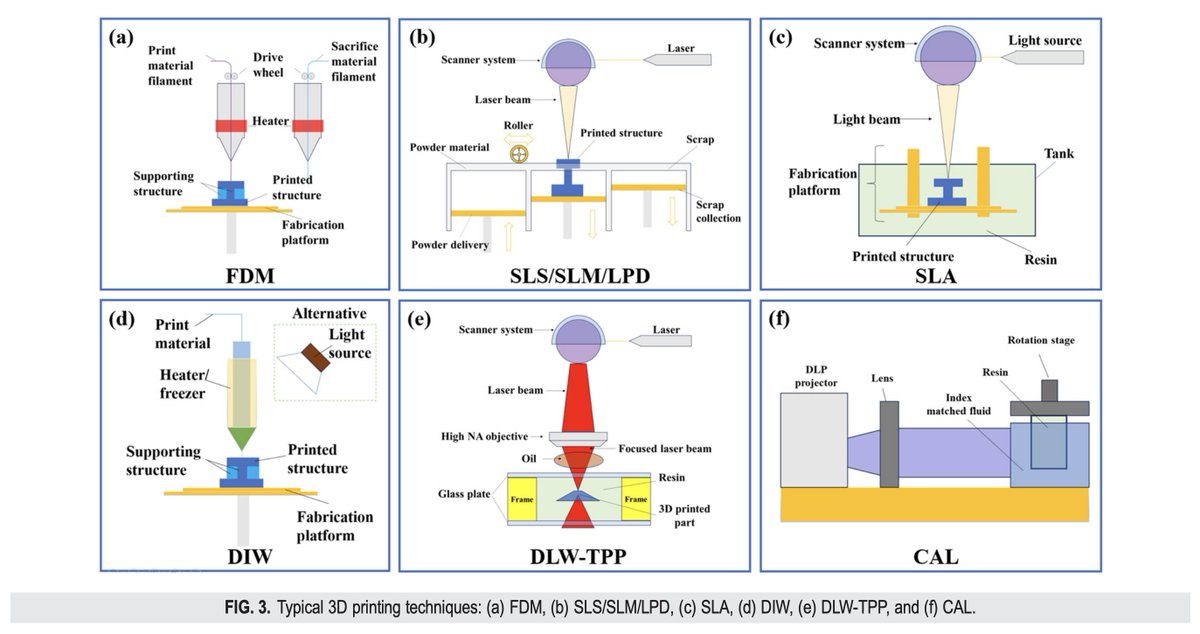 (a)
Print
material
filament
Drive
wheel
Sacrifice
material
filament
Heater
Supporting
structure
Printed
structure
Fabrication
platform
FDM
(b)
Scanner system
Laser
Laser beam
Roller
Printed structure
Powder material
Scrap
Scrap
collection
Powder delivery
SLS/SLM/LPD
(c)
Scanner system
Light source
Light beam
Tank
Fabrication
platform
Printed structure
Resin
SLA
(d)
Print
material
Alternative
Light
source
Heater/
freezer
Supporting
structure
Printed
structure
Fabrication
platform
DIW
(e)
Scanner system
Laser
Laser beam
High NA objective
Focused laser beam
Oil
Resin
Glass plate
Frame
Frame
3D printed
part
DLW-TPP
(f)
Rotation stage
DLP
projector
Lens
Resin
Index
matched fluid
CAL
FIG. 3. Typical 3D printing techniques: (a) FDM, (b) SLS/SLM/LPD, (c) SLA, (d) DIW, (e) DLW-TPP, and (f) CAL.